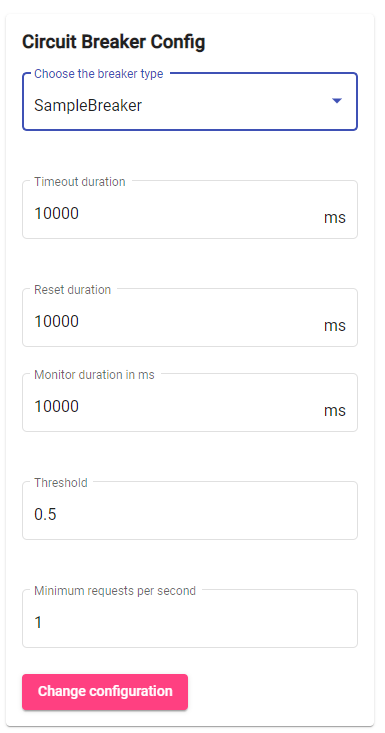 Circuit Breaker Config
Choose the breaker type
SampleBreaker
Timeout duration
10000 ms
Reset duration
10000 ms
Monitor duration in ms
10000 ms
Threshold
0.5
Minimum requests per second
1
Change configuration